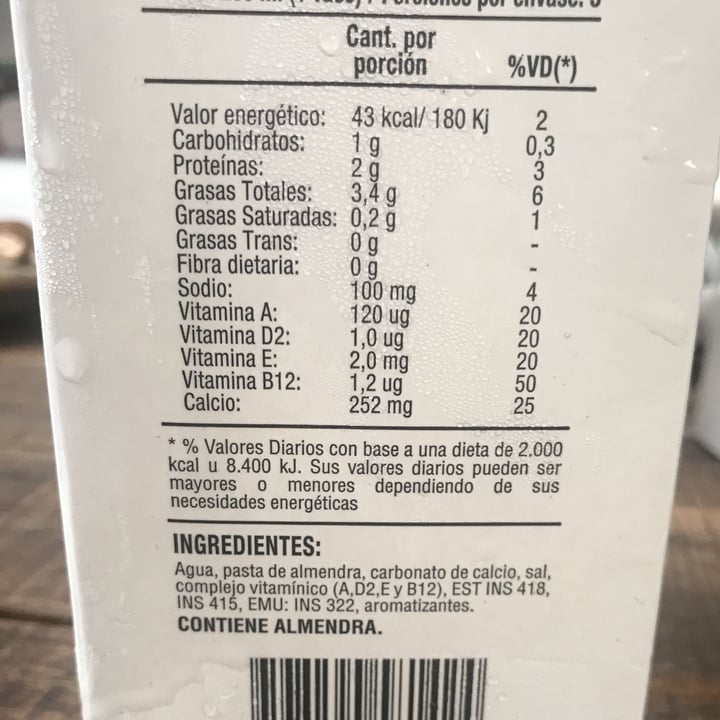 Cant. por
porción
%VD(*)
Valor energético: 43 kcal/ 180 Kj 2
Carbohidratos: 1 g 0,3
Proteínas: 2 g 3
Grasas Totales: 3,4 g 6
Grasas Saturadas: 0,2 g 1
Grasas Trans: 0 g -
Fibra dietaria: 0 g -
Sodio: 100 mg 4
Vitamina A: 120 ug 20
Vitamina D2: 1,0 ug 20
Vitamina E: 2,0 mg 20
Vitamina B12: 1,2 ug 50
Calcio: 252 mg 25
* % Valores Diarios con base a una dieta de 2.000
kcal u 8.400 kJ. Sus valores diarios pueden ser
mayores o menores dependiendo de sus
necesidades energéticas
INGREDIENTES:
Agua, pasta de almendra, carbonato de calcio, sal,
complejo vitamínico (A,D2,E y B12), EST INS 418,
INS 415, EMU: INS 322, aromatizantes.
CONTIENE ALMENDRA.